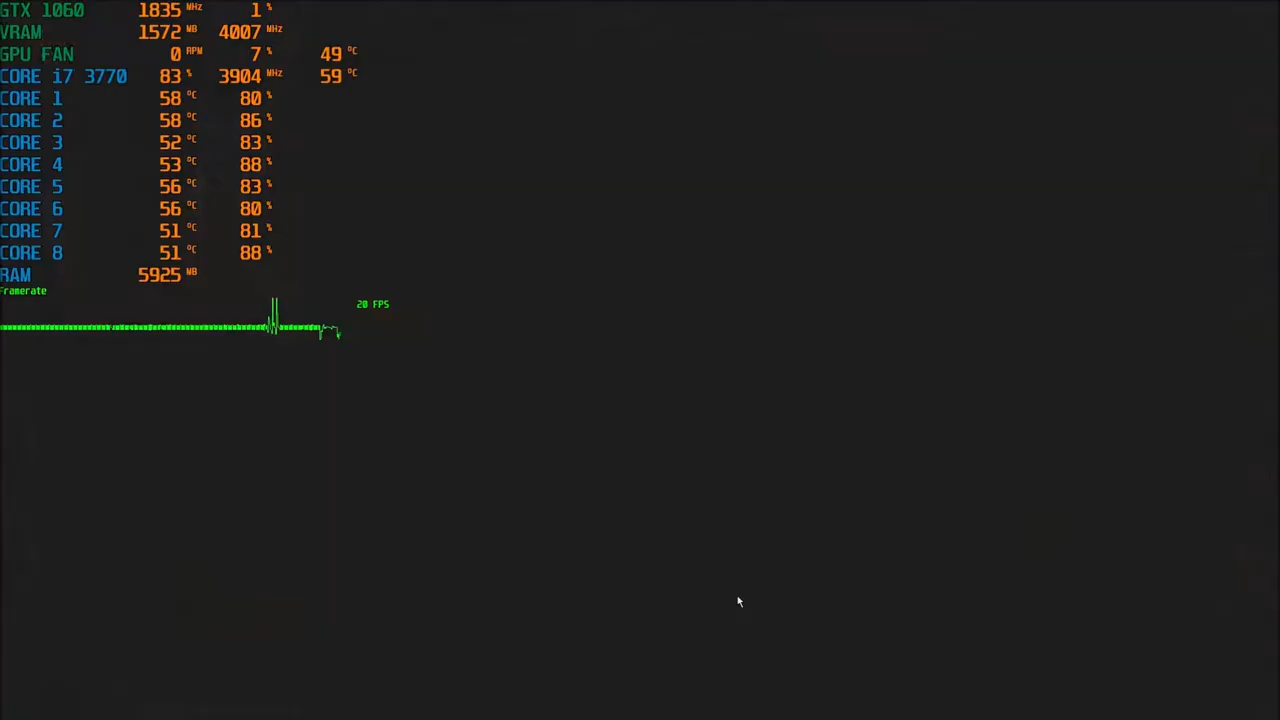 GTX 1060 1835 MHz 1 %
VRAM 1572 MB 4007 MHz
GPU FAN 0 RPM 7 % 49 °C
CORE i7 3770 83 % 3904 MHz 59 °C
CORE 1 58 °C 80 %
CORE 2 58 °C 86 %
CORE 3 52 °C 83 %
CORE 4 53 °C 88 %
CORE 5 56 °C 83 %
CORE 6 56 °C 80 %
CORE 7 51 °C 81 %
CORE 8 51 °C 88 %
RAM 5925 MB
Framerate
20 FPS